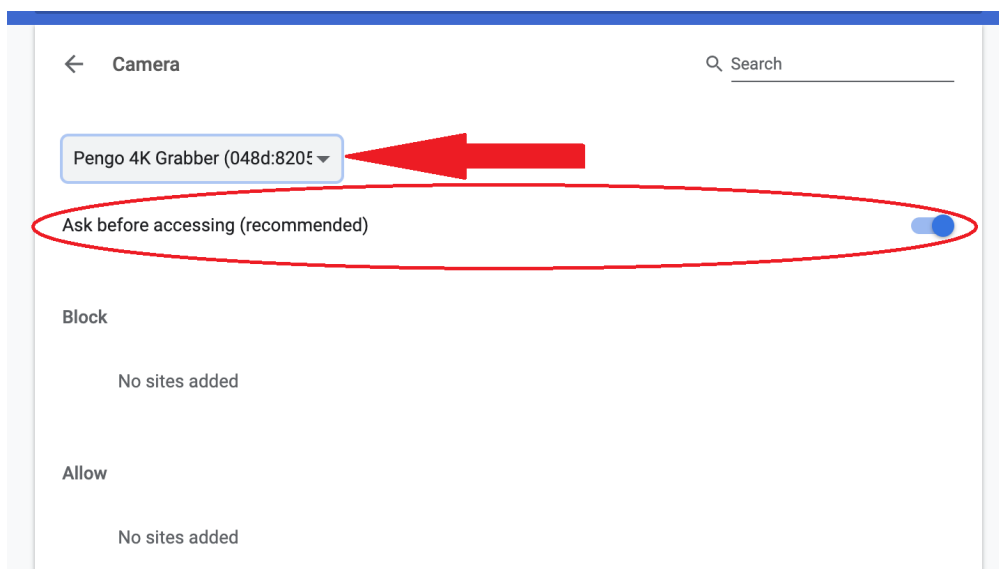 Camera
Search
Pengo 4K Grabber (048d:8205
Ask before accessing (recommended)
Block
No sites added
Allow
No sites added